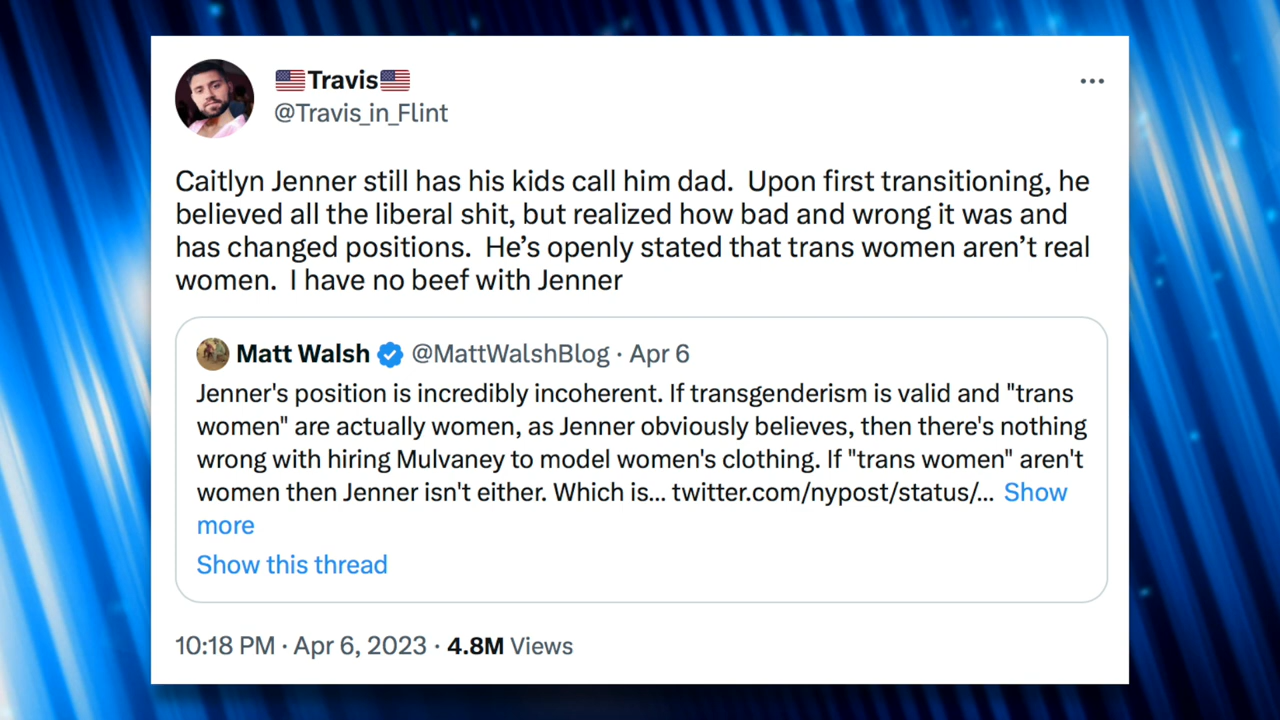 🇺🇸Travis🇺🇸
@Travis_in_Flint
Caitlyn Jenner still has his kids call him dad.  Upon first transitioning, he
believed all the liberal shit, but realized how bad and wrong it was and
has changed positions.  He’s openly stated that trans women aren’t real
women.  I have no beef with Jenner
Matt Walsh @MattWalshBlog · Apr 6
Jenner's position is incredibly incoherent. If transgenderism is valid and "trans
women" are actually women, as Jenner obviously believes, then there's nothing
wrong with hiring Mulvaney to model women's clothing. If "trans women" aren't
women then Jenner isn't either. Which is... twitter.com/nypost/status/... Show
more
Show this thread
10:18 PM · Apr 6, 2023 · 4.8M Views